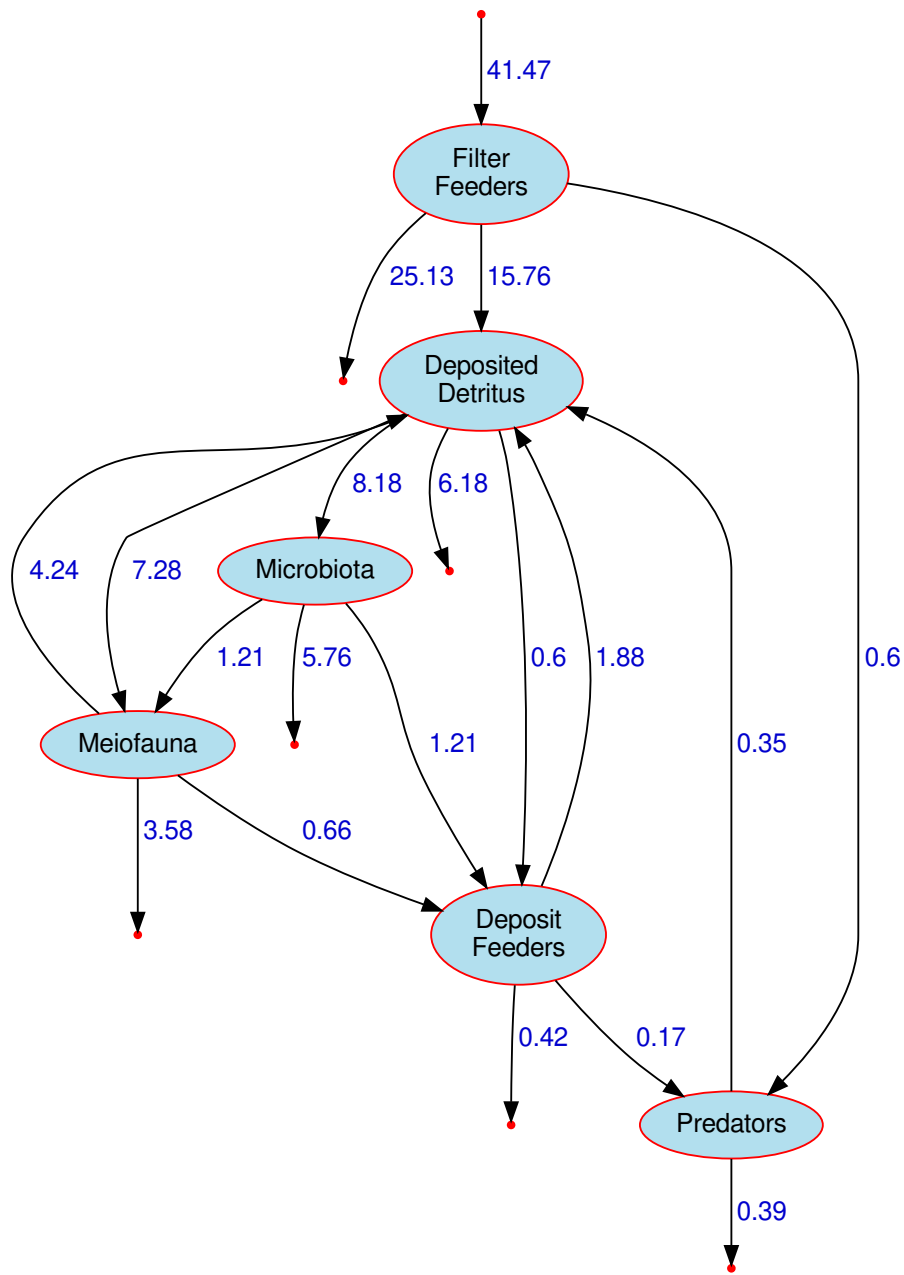 41.47
Filter
Feeders
25.13
15.76
Deposited
Detritus
8.18
6.18
Microbiota
4.24
7.28
1.21
5.76
0.6
1.88
0.6
Meiofauna
1.21
0.35
3.58
0.66
Deposit
Feeders
0.42
0.17
Predators
0.39